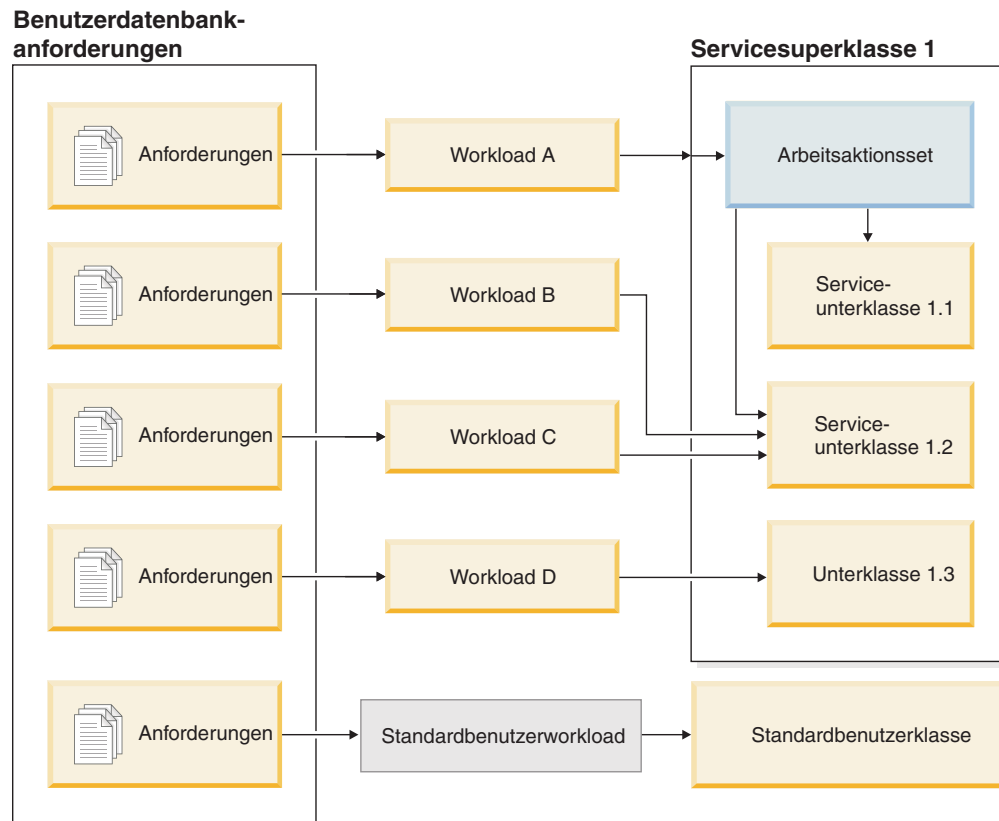 Benutzerdatenbank-
anforderungen
Servicesuperklasse 1
Anforderungen
Workload A
Arbeitsaktionsset
Anforderungen
Workload B
Service-
unterklasse 1.1
Anforderungen
Workload C
Service-
unterklasse 1.2
Anforderungen
Workload D
Unterklasse 1.3
Anforderungen
Standardbenutzerworkload
Standardbenutzerklasse